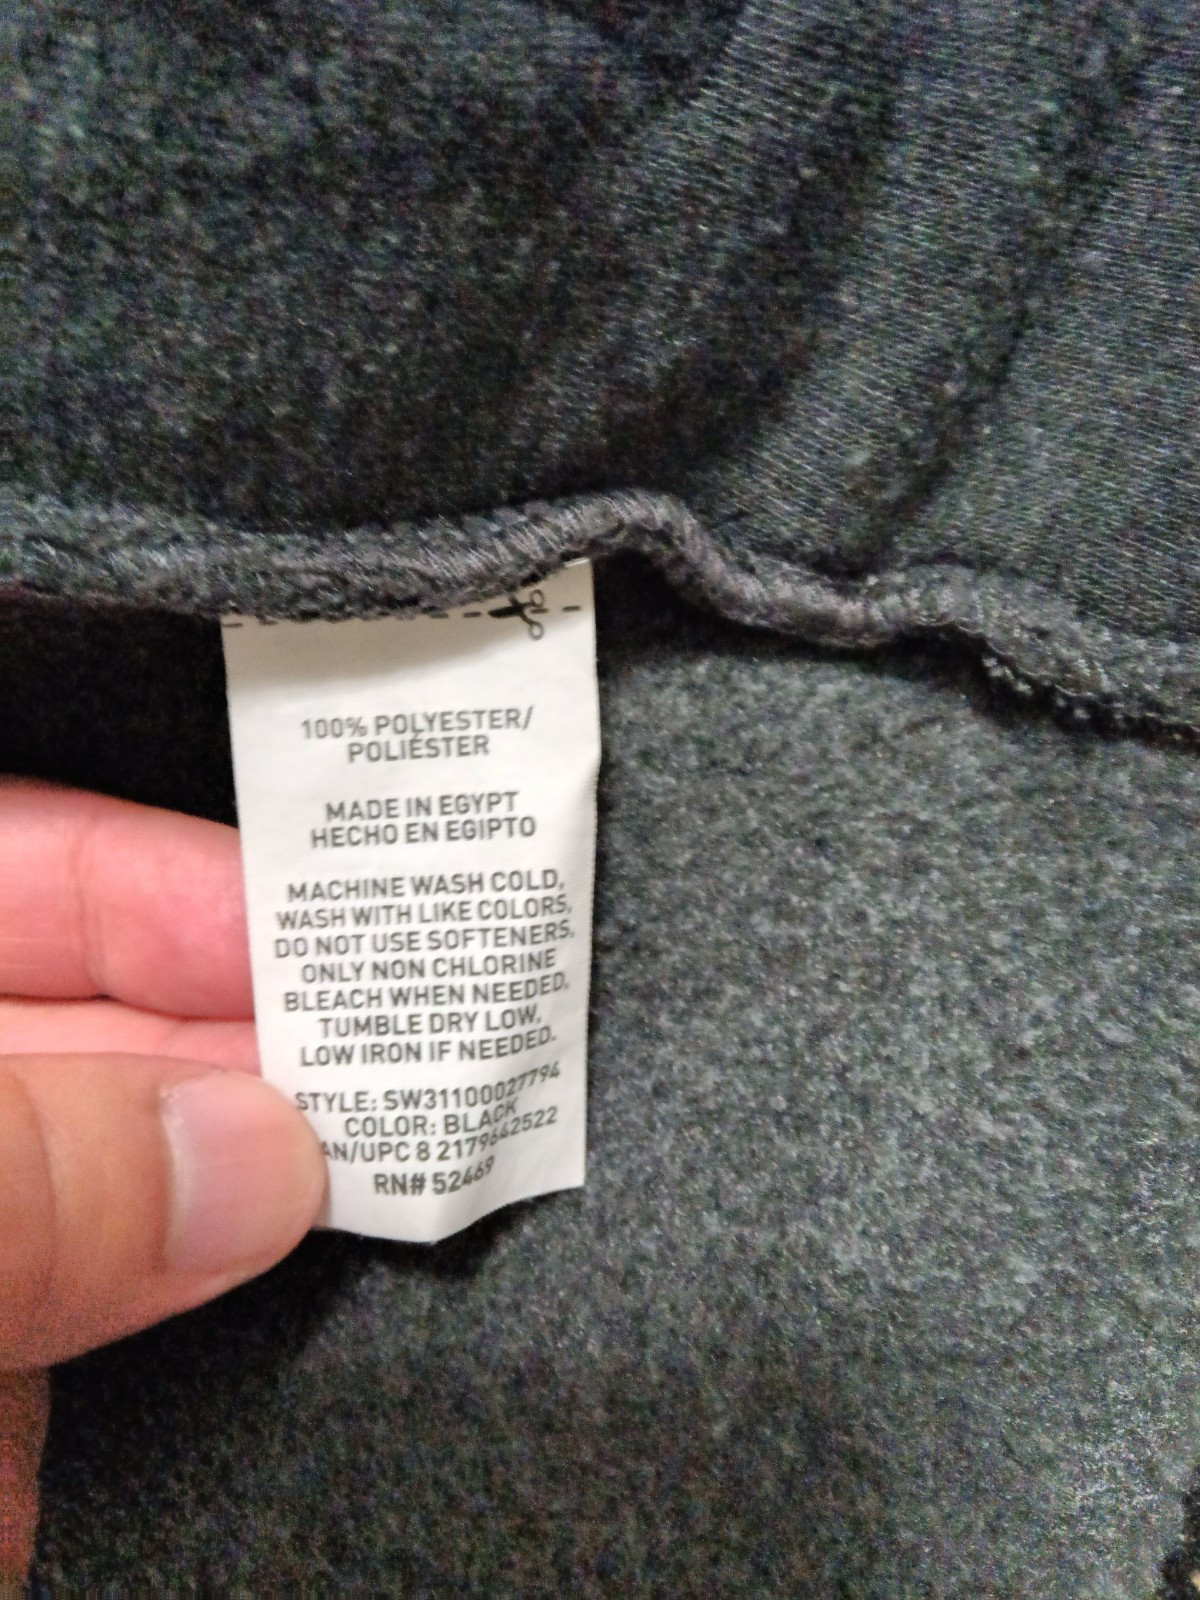 100% POLYESTER/
POLIÉSTER
MADE IN EGYPT
HECHO EN EGIPTO
MACHINE WASH COLD,
WASH WITH LIKE COLORS,
DO NOT USE SOFTENERS,
ONLY NON CHLORINE
BLEACH WHEN NEEDED,
TUMBLE DRY LOW,
LOW IRON IF NEEDED.
STYLE: SW31100027794
COLOR: BLACK
AN/UPC 8 2179642522
RN# 52469